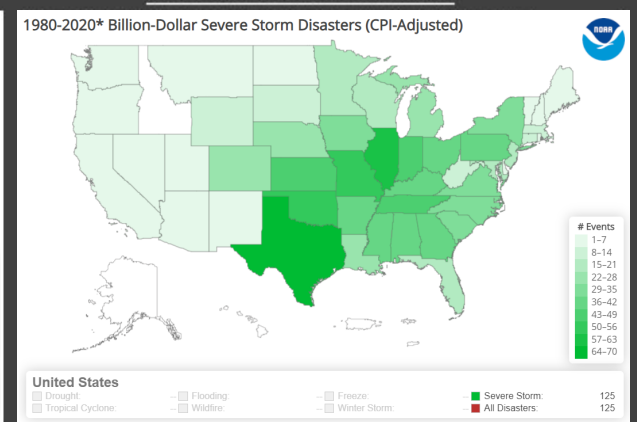 1980-2020* Billion-Dollar Severe Storm Disasters (CPI-Adjusted)
NOAA
# Events
1–7
8–14
15–21
22–28
29–35
36–42
43–49
50–56
57–63
64–70
United States
Drought: -- Flooding: -- Freeze: -- Severe Storm: 125
Tropical Cyclone: -- Wildfire: -- Winter Storm: -- All Disasters: 125